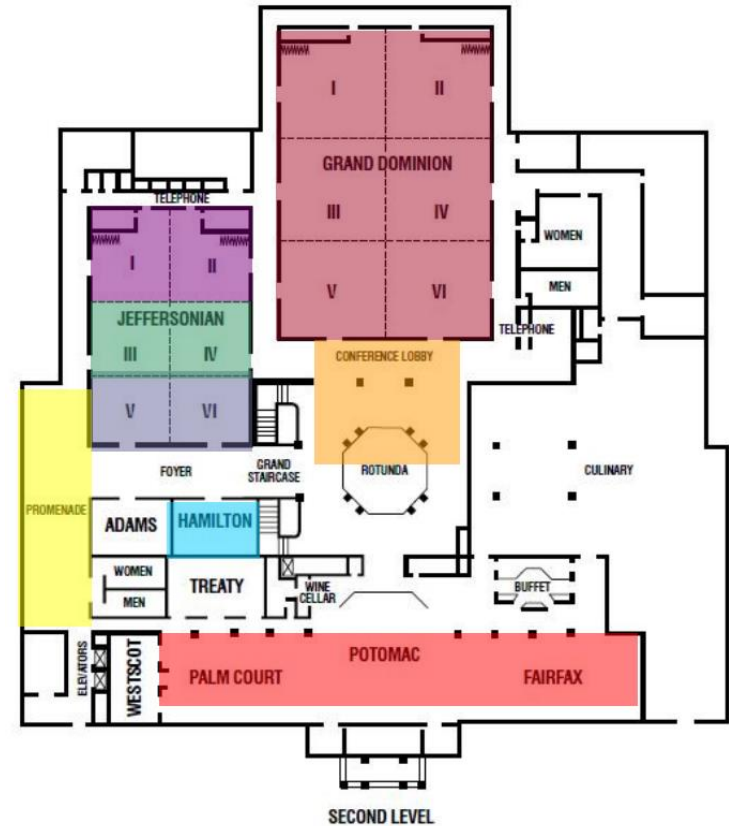 I
II
GRAND DOMINION
III
IV
V
VI
TELEPHONE
I
II
JEFFERSONIAN
III
IV
V
VI
WOMEN
MEN
TELEPHONE
CONFERENCE LOBBY
FOYER
GRAND
STAIRCASE
ROTUNDA
CULINARY
PROMENADE
ADAMS
HAMILTON
WOMEN
MEN
TREATY
WINE
CELLAR
BUFFET
ELEVATORS
WESTSCOT
PALM COURT
POTOMAC
FAIRFAX
SECOND LEVEL